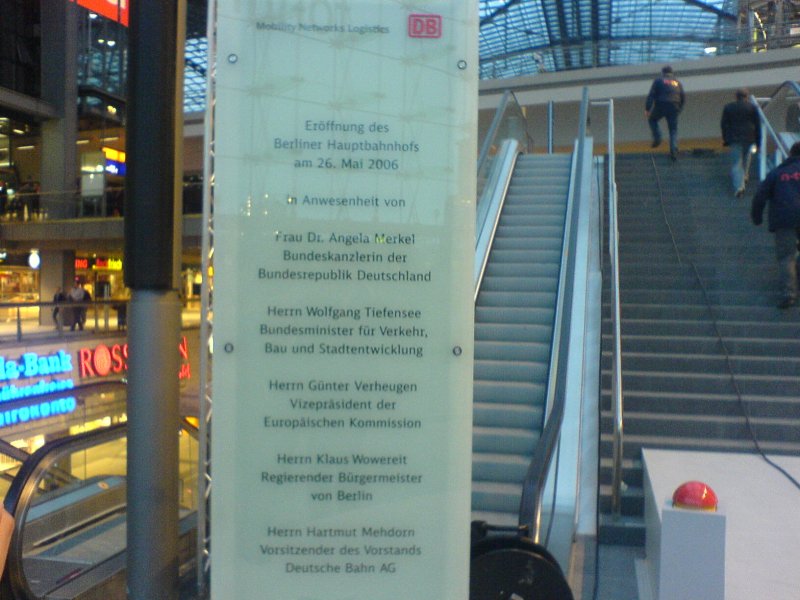 Mobility Networks Logistics
DB
Eröffnung des
Berliner Hauptbahnhofs
am 26. Mai 2006
in Anwesenheit von
Frau Dr. Angela Merkel
Bundeskanzlerin der
Bundesrepublik Deutschland
Herrn Wolfgang Tiefensee
Bundesminister für Verkehr,
Bau und Stadtentwicklung
Herrn Günter Verheugen
Vizepräsident der
Europäischen Kommission
Herrn Klaus Wowereit
Regierender Bürgermeister
von Berlin
Herrn Hartmut Mehdorn
Vorsitzender des Vorstands
Deutsche Bahn AG
a-Bank
ROSS